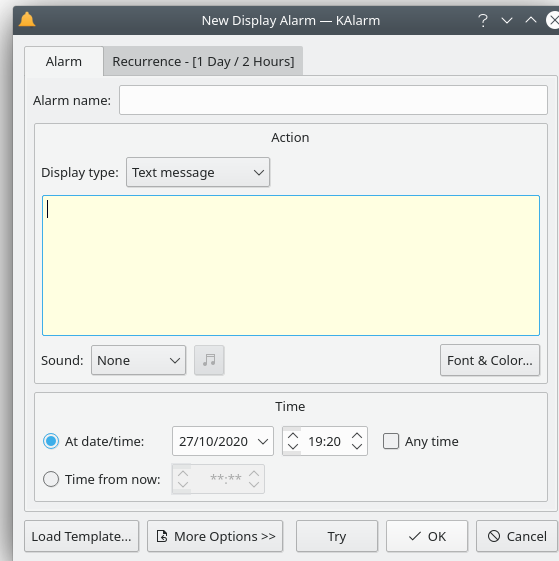 New Display Alarm — KAlarm
Alarm
Recurrence - [1 Day / 2 Hours]
Alarm name:
Action
Display type: Text message
Sound: None
Font & Color...
Time
At date/time: 27/10/2020 19:20 Any time
Time from now: **:**
Load Template... More Options >> Try OK Cancel